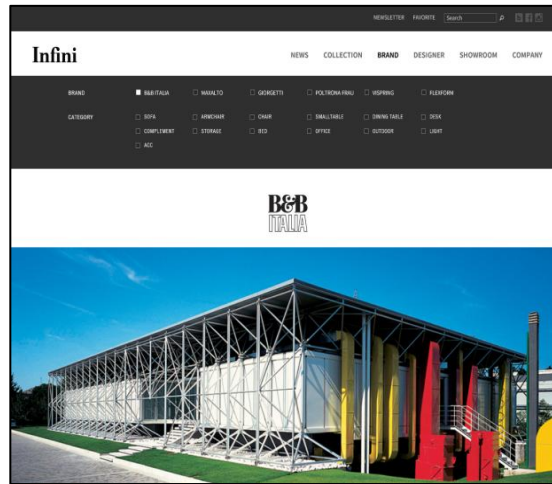 NEWSLETTER FAVORITE Search
Infini
NEWS COLLECTION BRAND DESIGNER SHOWROOM COMPANY
BRAND B&B ITALIA MAXALTO GIORGETTI POLTRONA FRAU VISPRING FLEXFORM
CATEGORY SOFA ARMCHAIR CHAIR SMALLTABLE DINING TABLE DESK
COMPLEMENT STORAGE BED OFFICE OUTDOOR LIGHT
ACC
B&B
ITALIA